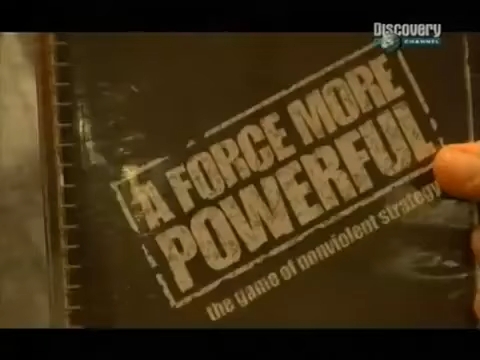 Discovery
CHANNEL
A FORCE MORE
POWERFUL
the game of nonviolent strategy